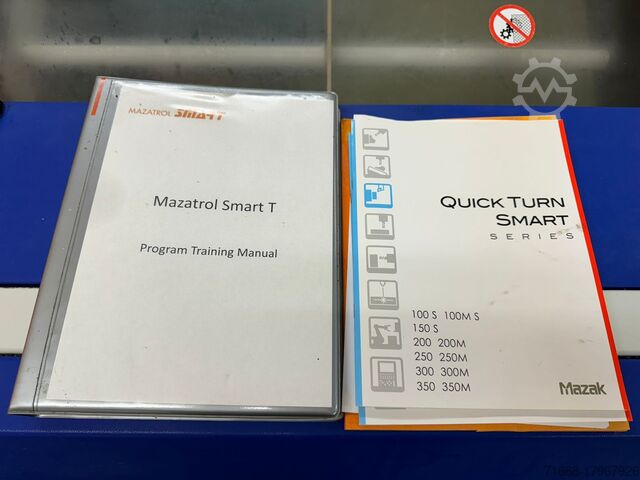 MAZATROL SMART
Mazatrol Smart T
Program Training Manual
QUICK TURN
SMART
SERIES
100 S 100M S
150 S
200 200M
250 250M
300 300M
350 350M
Mazak